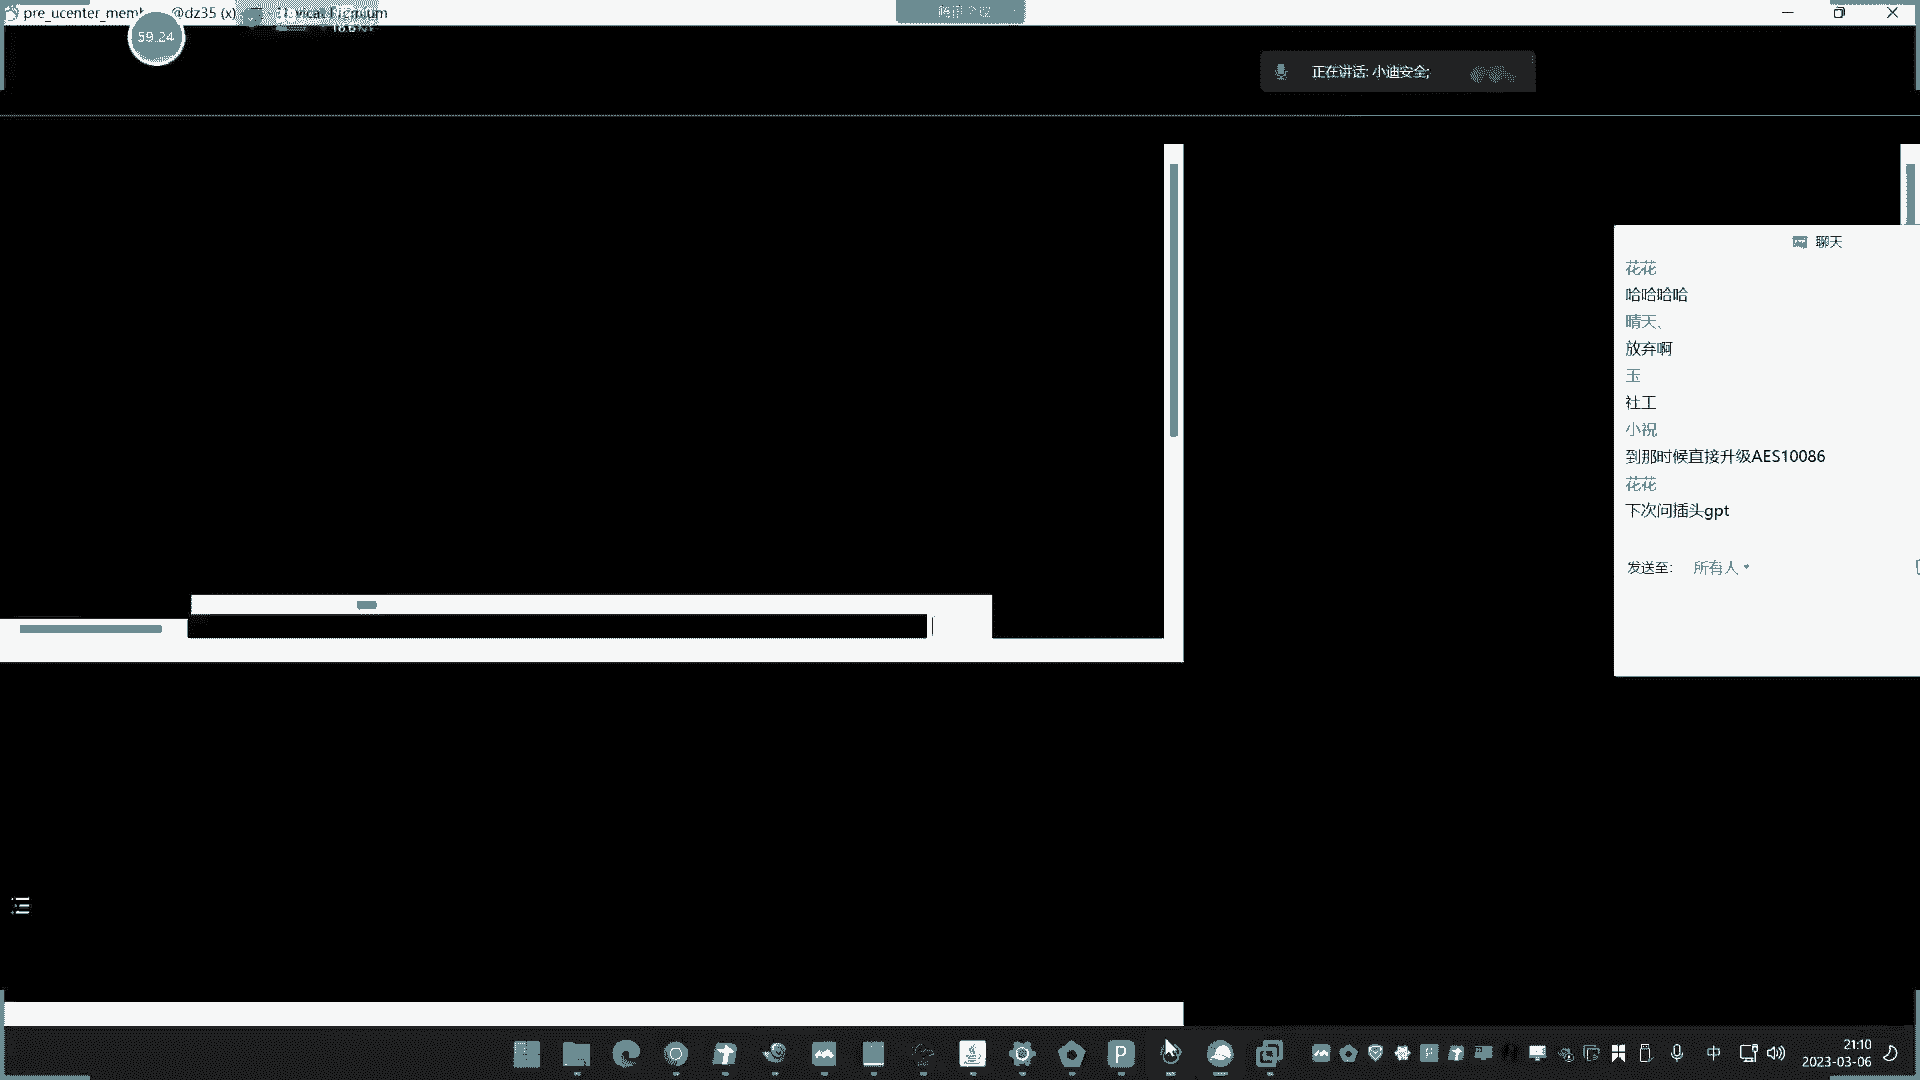 pre_ucenter_mem
@dz35 (x)
59.24
正在讲话: 小迪安全;
聊天
花花
哈哈哈哈
晴天、
放弃啊
玉
社工
小祝
到那时候直接升级AES10086
花花
下次问插头gpt
发送至:
所有人
中
21:10
2023-03-06